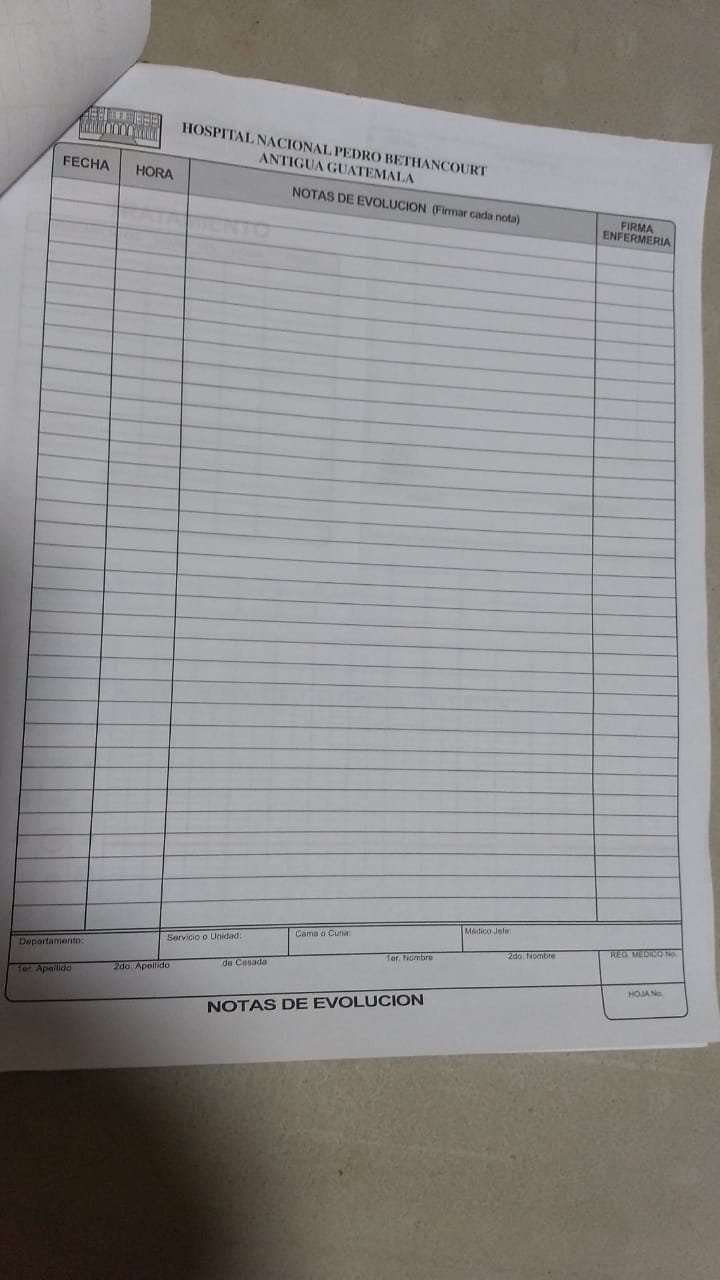 HOSPITAL NACIONAL PEDRO BETHANCOURT
ANTIGUA GUATEMALA
FECHA HORA NOTAS DE EVOLUCION (Firmar cada nota) FIRMA ENFERMERIA
TRATAMIENTO
Departamento: Servicio o Unidad: Cama o Cuna: Médico Jefe:
1er. Apellido 2do. Apellido de Casada 1er. Nombre 2do. Nombre REG. MEDICO No.
NOTAS DE EVOLUCION HOJA No.